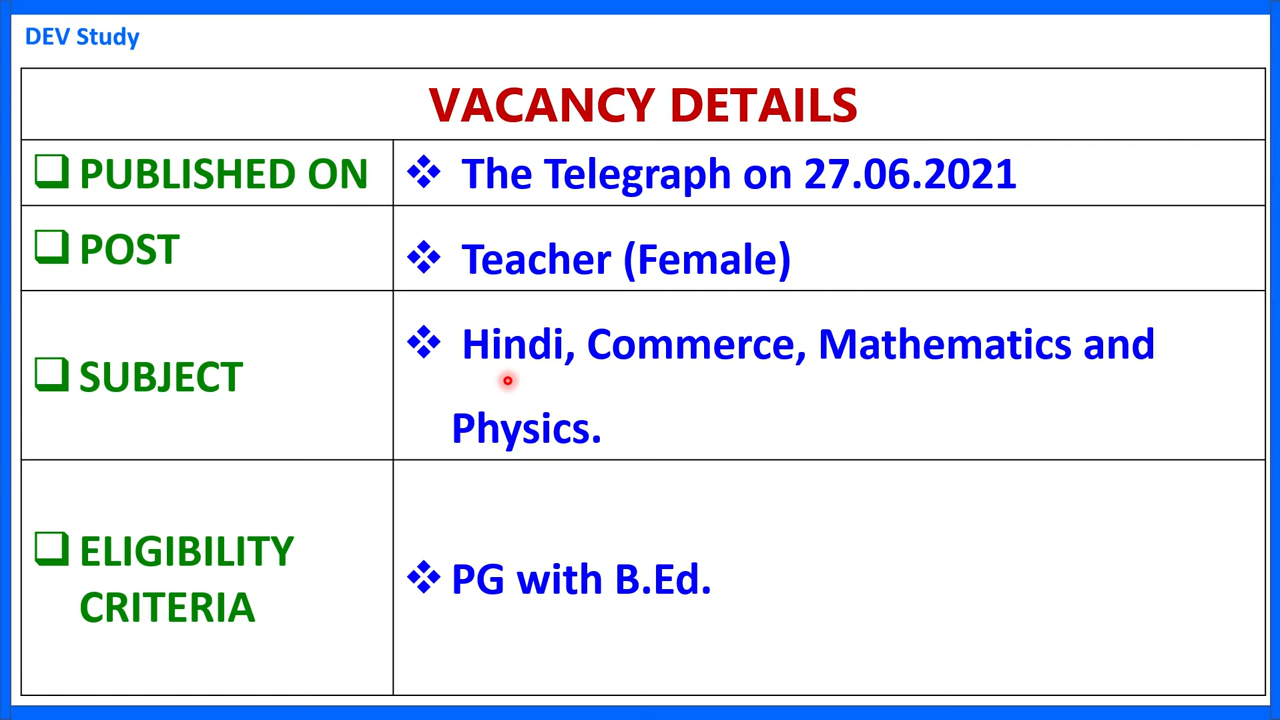 DEV Study
VACANCY DETAILS
PUBLISHED ON
The Telegraph on 27.06.2021
POST
Teacher (Female)
SUBJECT
Hindi, Commerce, Mathematics and
Physics.
ELIGIBILITY
CRITERIA
PG with B.Ed.